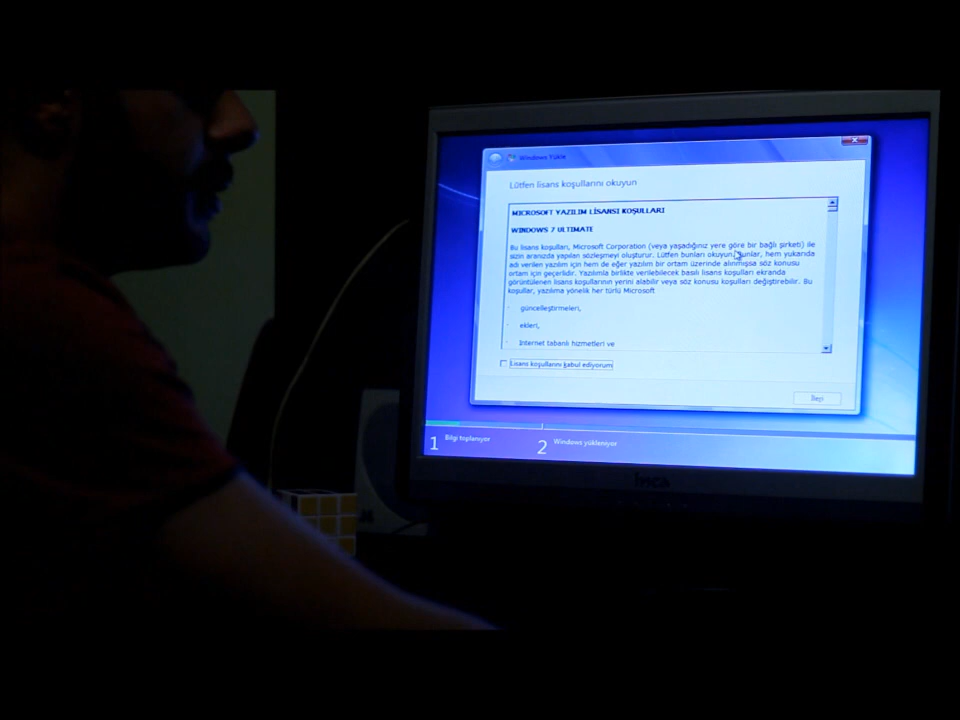 Windows Yükle
Lütfen lisans koşullarını okuyun
MICROSOFT YAZILIM LİSANSI KOŞULLARI
WINDOWS 7 ULTIMATE
Bu lisans koşulları, Microsoft Corporation (veya yaşadığınız yere göre bir bağlı şirketi) ile
sizin aranızda yapılan sözleşmeyi oluşturur. Lütfen bunları okuyun. Bunlar, hem yukarıda
adı verilen yazılım için hem de eğer yazılım bir ortam üzerinde alınmışsa söz konusu
ortam için geçerlidir. Yazılımla birlikte verilebilecek basılı lisans koşulları ekranda
görüntülenen lisans koşullarının yerini alabilir veya söz konusu koşulları değiştirebilir. Bu
koşullar, yazılıma yönelik her türlü Microsoft
· güncelleştirmeleri,
· ekleri,
· Internet tabanlı hizmetleri ve
Lisans koşullarını kabul ediyorum
İleri
1 Bilgi toplanıyor
2 Windows yükleniyor
inca